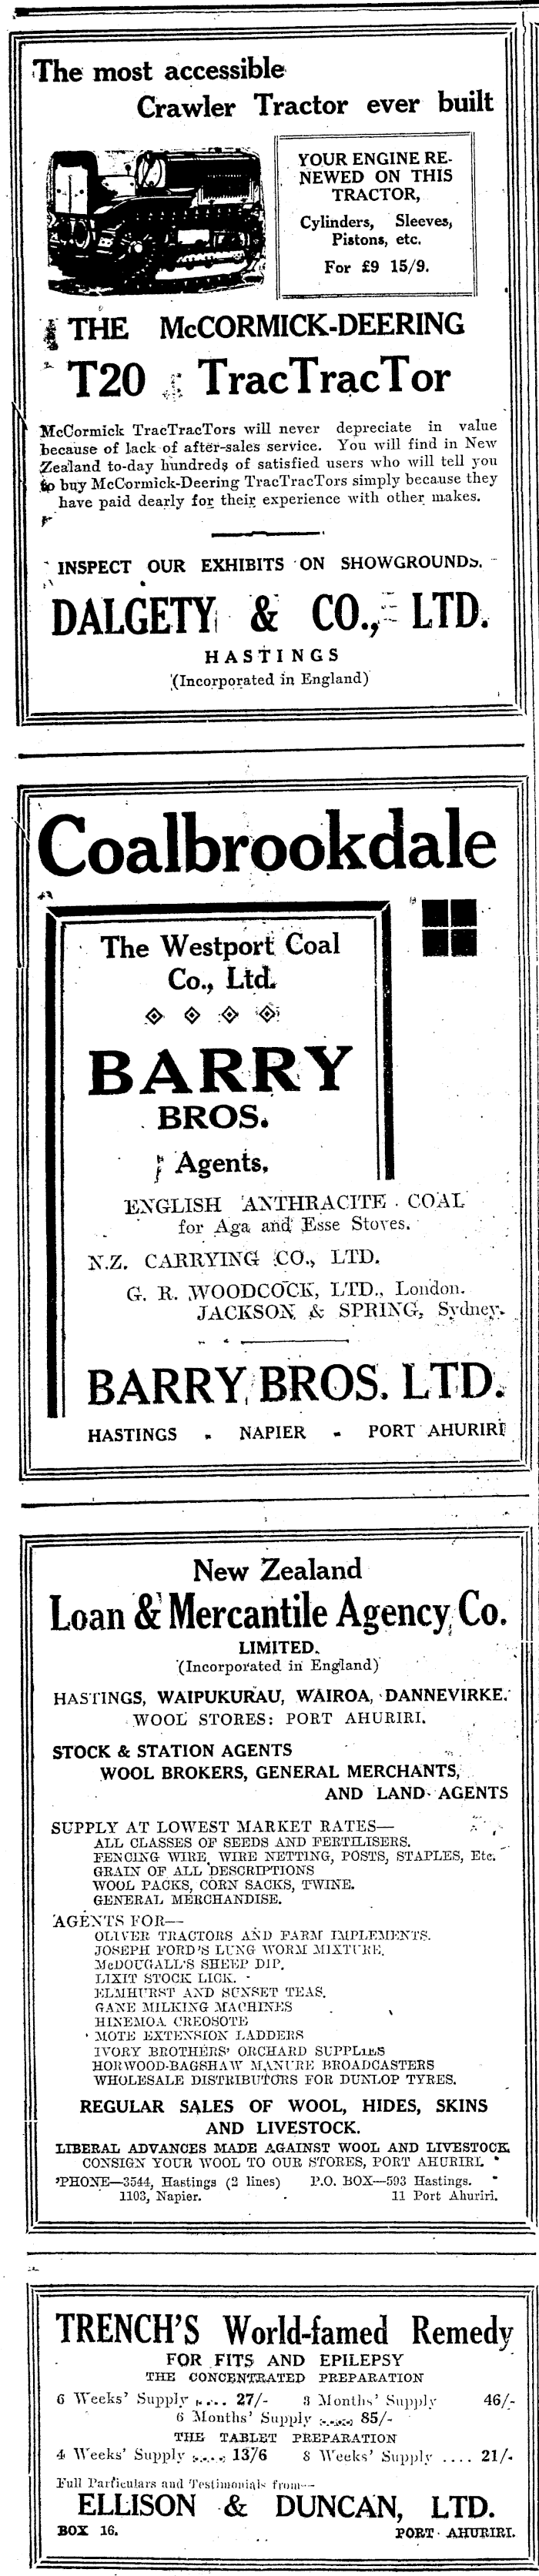 The most accessible
Crawler Tractor ever built
YOUR ENGINE RE-
NEWED ON THIS
TRACTOR,
Cylinders, Sleeves,
Pistons, etc.
For £9 15/9.
THE McCORMICK-DEERING
T20 TracTracTor
McCormick TracTracTors will never depreciate in value
because of lack of after-sales service. You will find in New
Zealand to-day hundreds of satisfied users who will tell you
to buy McCormick-Deering TracTracTors simply because they
have paid dearly for their experience with other makes.
INSPECT OUR EXHIBITS ON SHOWGROUNDS.
DALGETY & CO., LTD.
HASTINGS
(Incorporated in England)
Coalbrookdale
The Westport Coal
Co., Ltd.
BARRY
BROS.
Agents,
ENGLISH ANTHRACITE COAL
for Aga and Esse Stoves.
N.Z. CARRYING CO., LTD.
G. R. WOODCOCK, LTD., London.
JACKSON & SPRING, Sydney.
BARRY BROS. LTD.
HASTINGS - NAPIER - PORT AHURIRI
New Zealand
Loan & Mercantile Agency Co.
LIMITED.
(Incorporated in England)
HASTINGS, WAIPUKURAU, WAIROA, DANNEVIRKE.
WOOL STORES: PORT AHURIRI.
STOCK & STATION AGENTS
WOOL BROKERS, GENERAL MERCHANTS,
AND LAND AGENTS
SUPPLY AT LOWEST MARKET RATES—
ALL CLASSES OF SEEDS AND FERTILISERS.
FENCING WIRE, WIRE NETTING, POSTS, STAPLES, Etc.
GRAIN OF ALL DESCRIPTIONS
WOOL PACKS, CORN SACKS, TWINE.
GENERAL MERCHANDISE.
AGENTS FOR—
OLIVER TRACTORS AND FARM IMPLEMENTS.
JOSEPH FORD'S LUNG WORM MIXTURE.
McDOUGALL'S SHEEP DIP.
LIXIT STOCK LICK.
ELMHURST AND SUNSET TEAS.
GANE MILKING MACHINES
HINEMOA CREOSOTE
MOTE EXTENSION LADDERS
IVORY BROTHERS' ORCHARD SUPPLIES
HORWOOD-BAGSHAW MANURE BROADCASTERS
WHOLESALE DISTRIBUTORS FOR DUNLOP TYRES.
REGULAR SALES OF WOOL, HIDES, SKINS
AND LIVESTOCK.
LIBERAL ADVANCES MADE AGAINST WOOL AND LIVESTOCK
CONSIGN YOUR WOOL TO OUR STORES, PORT AHURIRI.
'PHONE—3544, Hastings (2 lines) P.O. BOX—593 Hastings.
1103, Napier. 11 Port Ahuriri.
TRENCH'S World-famed Remedy
FOR FITS AND EPILEPSY
THE CONCENTRATED PREPARATION
6 Weeks' Supply .... 27/- 3 Months' Supply 46/-
6 Months' Supply ..... 85/-
THE TABLET PREPARATION
4 Weeks' Supply ..... 13/6 8 Weeks' Supply .... 21/-
Full Particulars and Testimonials from—
ELLISON & DUNCAN, LTD.
BOX 16. PORT AHURIRI.